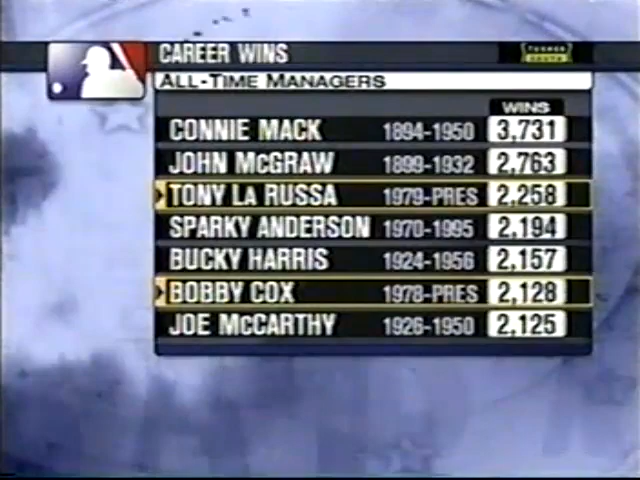 CAREER WINS
TURNER
SOUTH
ALL-TIME MANAGERS
WINS
CONNIE MACK 1894-1950 3,731
JOHN McGRAW 1899-1932 2,763
TONY LA RUSSA 1979-PRES 2,258
SPARKY ANDERSON 1970-1995 2,194
BUCKY HARRIS 1924-1956 2,157
BOBBY COX 1978-PRES 2,128
JOE McCARTHY 1926-1950 2,125